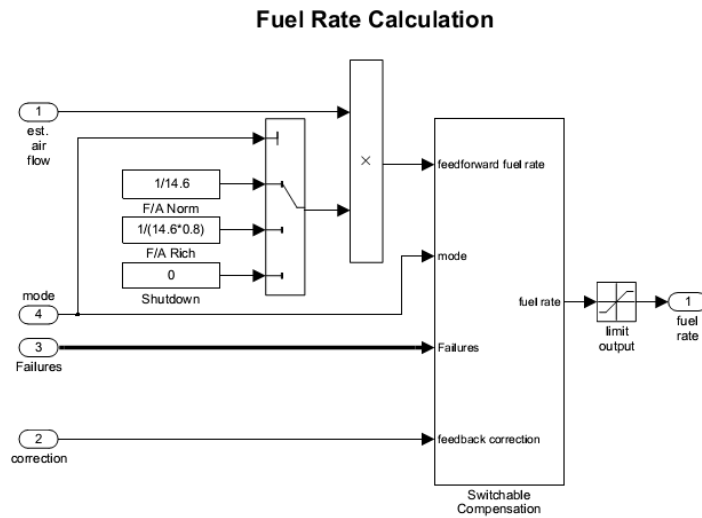 Fuel Rate Calculation
1
est.
air
flow
1/14.6
F/A Norm
1/(14.6*0.8)
F/A Rich
0
Shutdown
mode
4
3
Failures
2
correction
×
feedforward fuel rate
mode
fuel rate
Failures
feedback correction
Switchable
Compensation
limit
output
1
fuel
rate